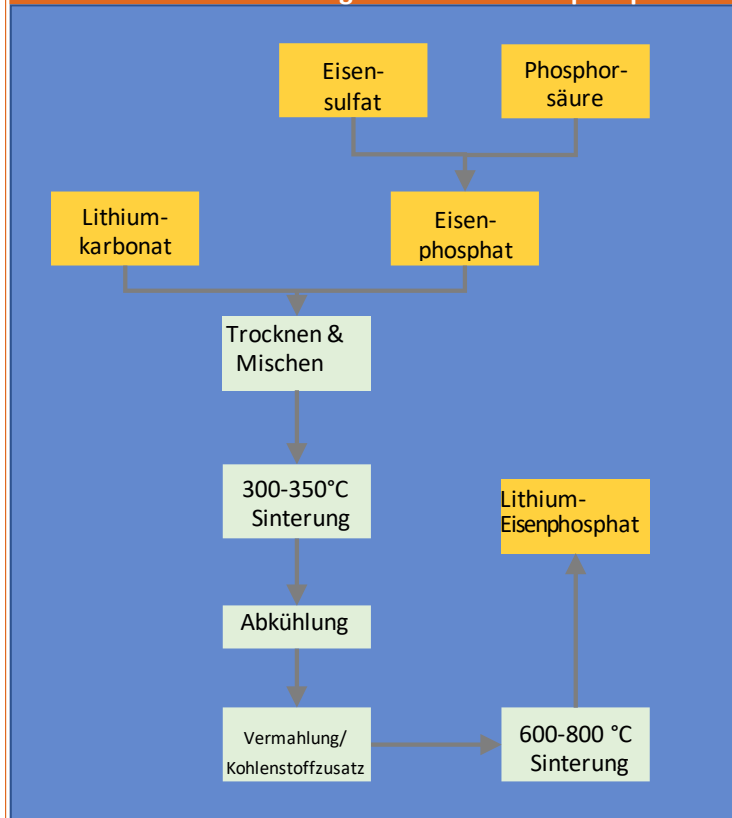 Eisen-
sulfat
Phosphor-
säure
Lithium-
karbonat
Eisen-
phosphat
Trocknen &
Mischen
300-350°C
Sinterung
Lithium-
Eisenphosphat
Abkühlung
Vermahlung/
Kohlenstoffzusatz
600-800 °C
Sinterung